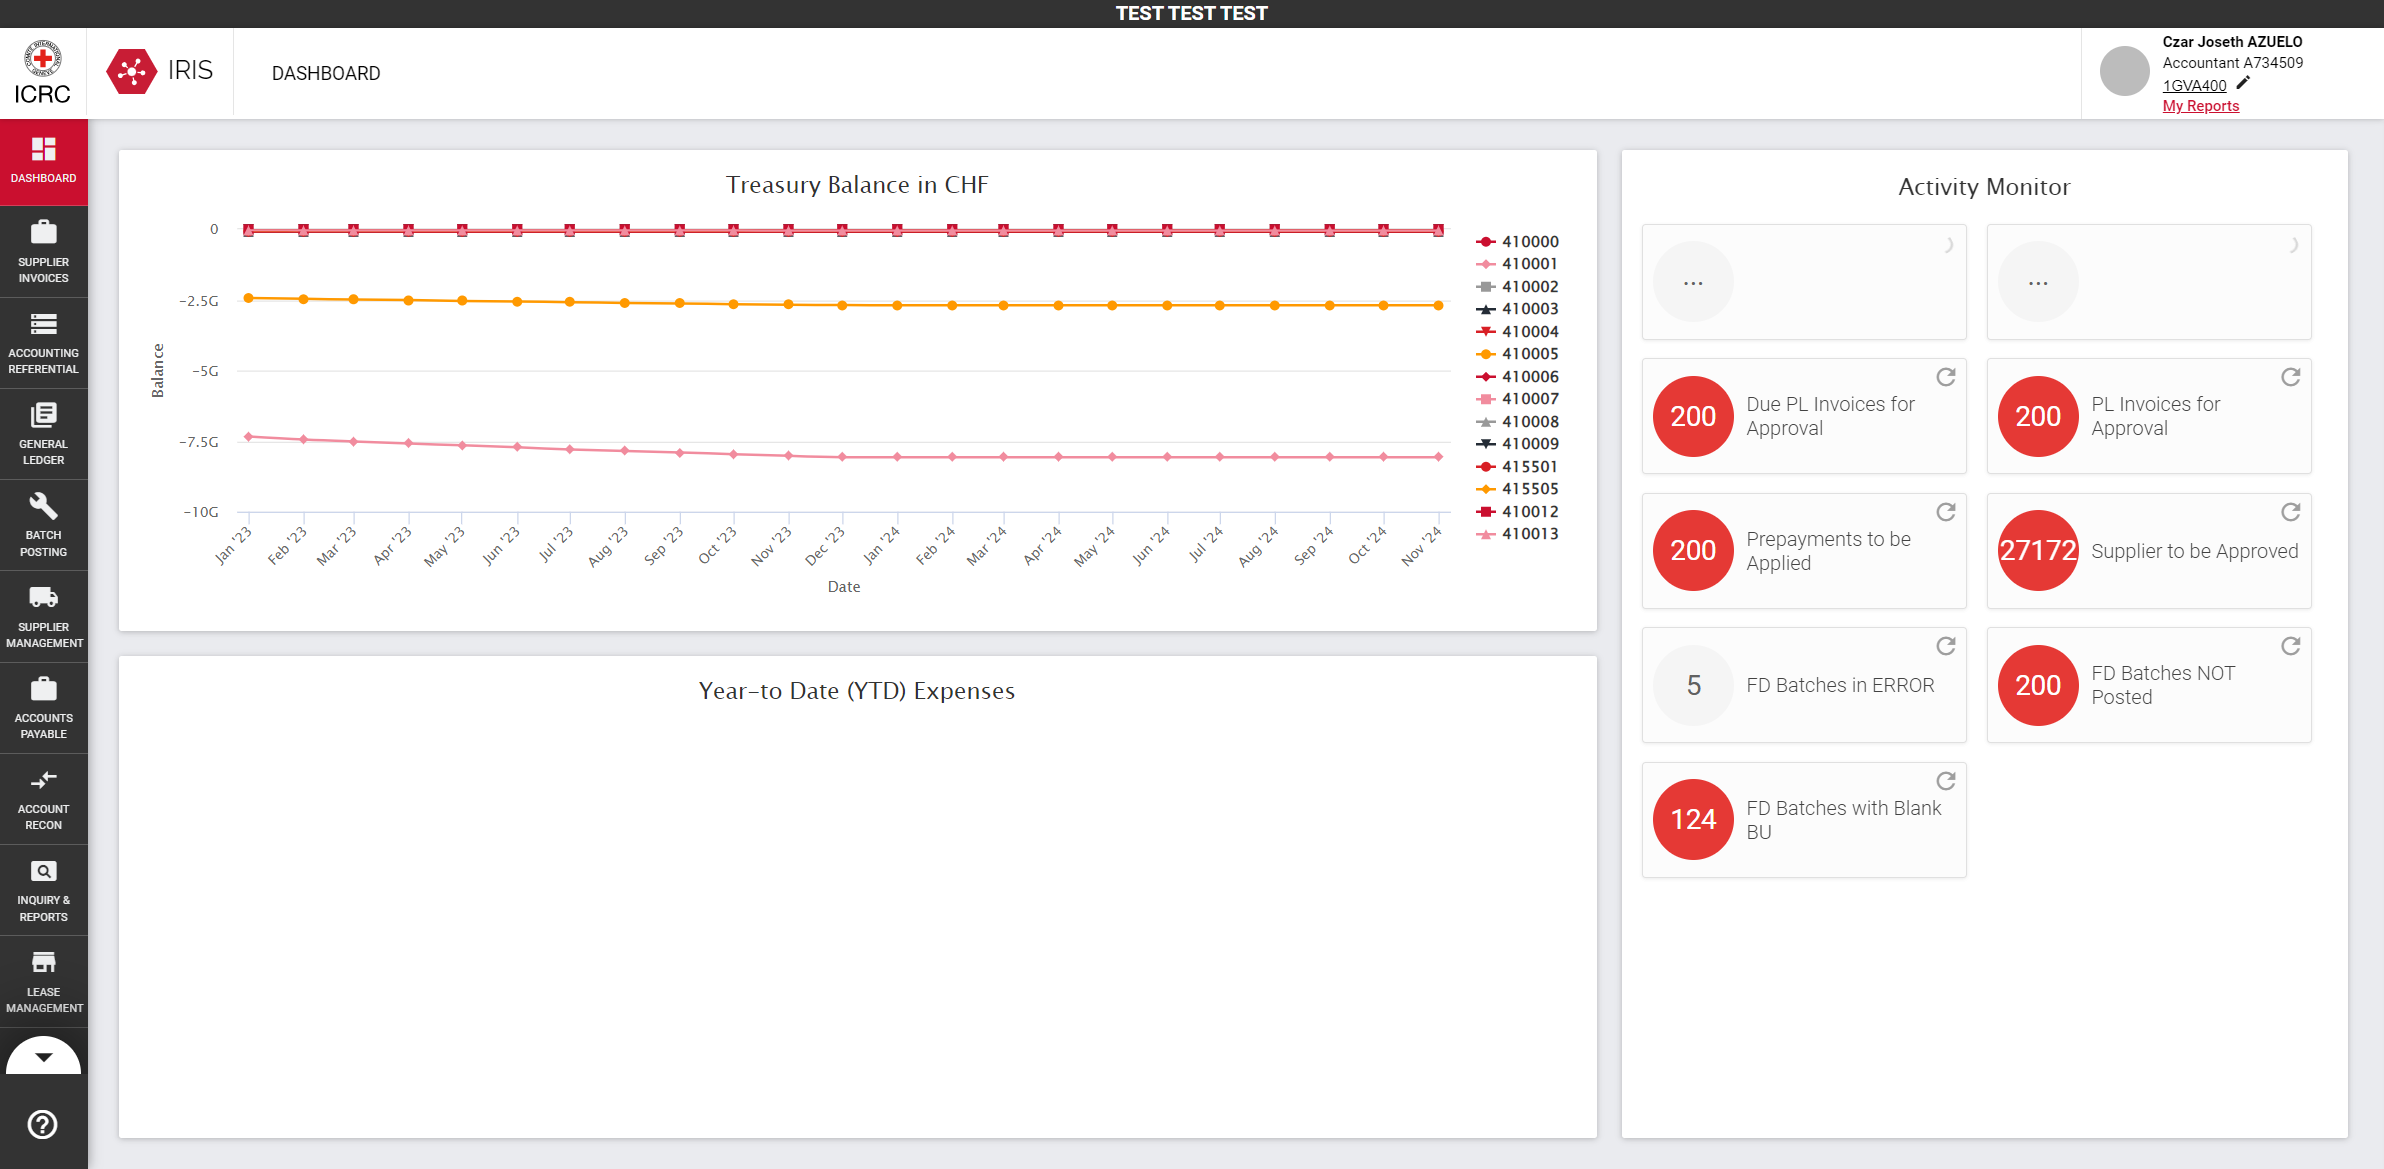 TEST TEST TEST
COMITÉ INTERNATIONAL GENÈVE
ICRC
IRIS
DASHBOARD
Czar Joseth AZUELO
Accountant A734509
1GVA400
My Reports
DASHBOARD
SUPPLIER
INVOICES
ACCOUNTING
REFERENTIAL
GENERAL
LEDGER
BATCH
POSTING
SUPPLIER
MANAGEMENT
ACCOUNTS
PAYABLE
ACCOUNT
RECON
INQUIRY &
REPORTS
LEASE
MANAGEMENT
Treasury Balance in CHF
Balance
0
−2.5G
−5G
−7.5G
−10G
Jan '23
Feb '23
Mar '23
Apr '23
May '23
Jun '23
Jul '23
Aug '23
Sep '23
Oct '23
Nov '23
Dec '23
Jan '24
Feb '24
Mar '24
Apr '24
May '24
Jun '24
Jul '24
Aug '24
Sep '24
Oct '24
Nov '24
Date
410000
410001
410002
410003
410004
410005
410006
410007
410008
410009
415501
415505
410012
410013
Year-to Date (YTD) Expenses
Activity Monitor
...
...
200
Due PL Invoices for
Approval
200
PL Invoices for
Approval
200
Prepayments to be
Applied
27172
Supplier to be Approved
5
FD Batches in ERROR
200
FD Batches NOT
Posted
124
FD Batches with Blank
BU